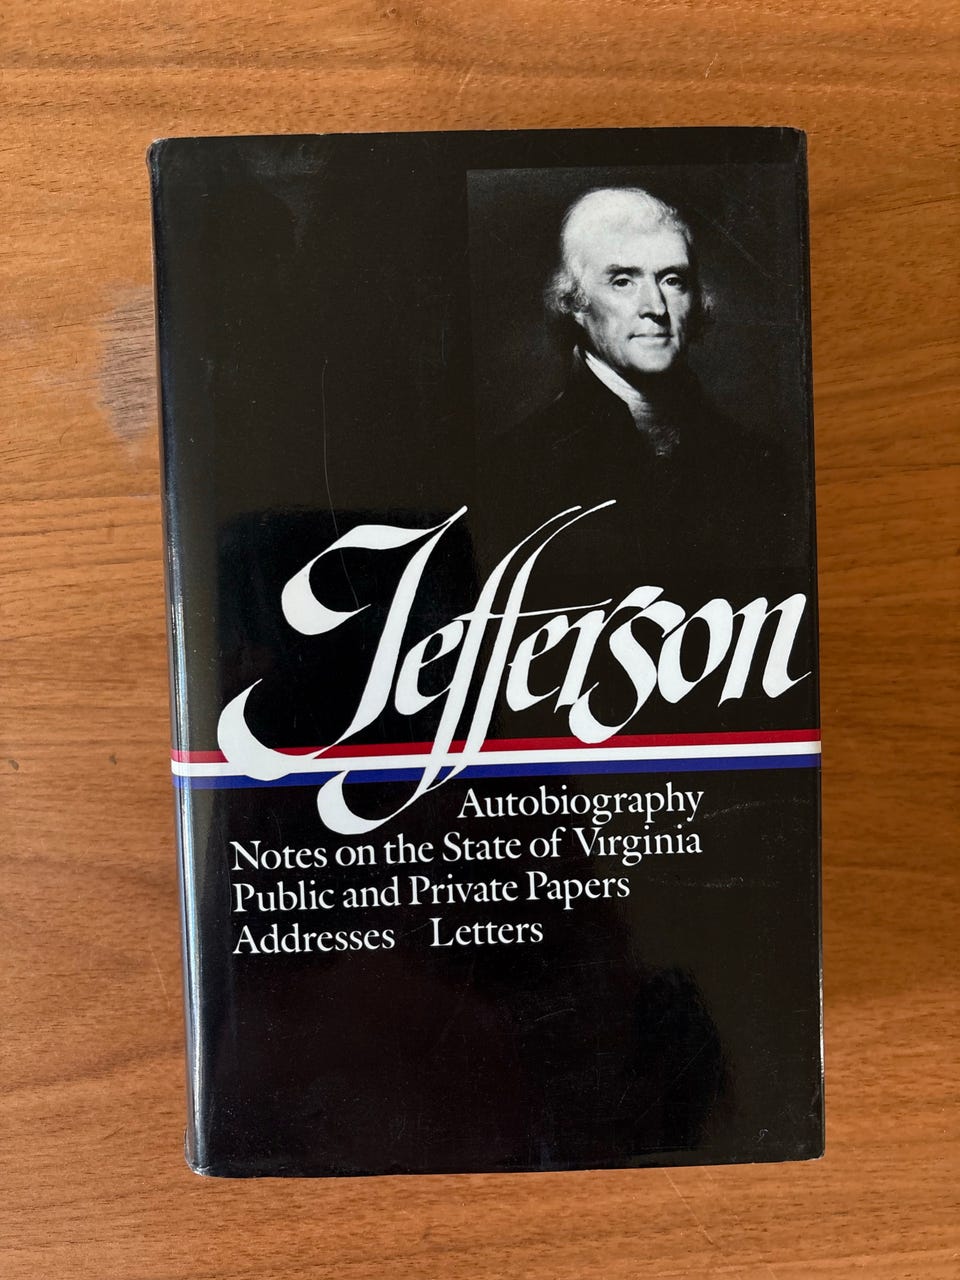 Jefferson
Autobiography
Notes on the State of Virginia
Public and Private Papers
Addresses Letters